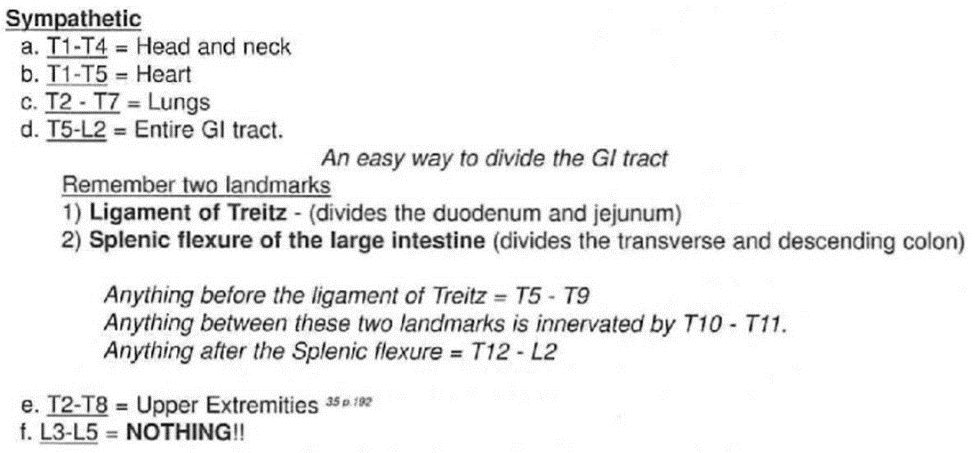 Sympathetic
a. T1-T4 = Head and neck
b. T1-T5 = Heart
c. T2 - T7 = Lungs
d. T5-L2 = Entire GI tract.
An easy way to divide the GI tract
Remember two landmarks
1) Ligament of Treitz - (divides the duodenum and jejunum)
2) Splenic flexure of the large intestine (divides the transverse and descending colon)
Anything before the ligament of Treitz = T5 - T9
Anything between these two landmarks is innervated by T10 - T11.
Anything after the Splenic flexure = T12 - L2
e. T2-T8 = Upper Extremities 35 p.192
f. L3-L5 = NOTHING!!